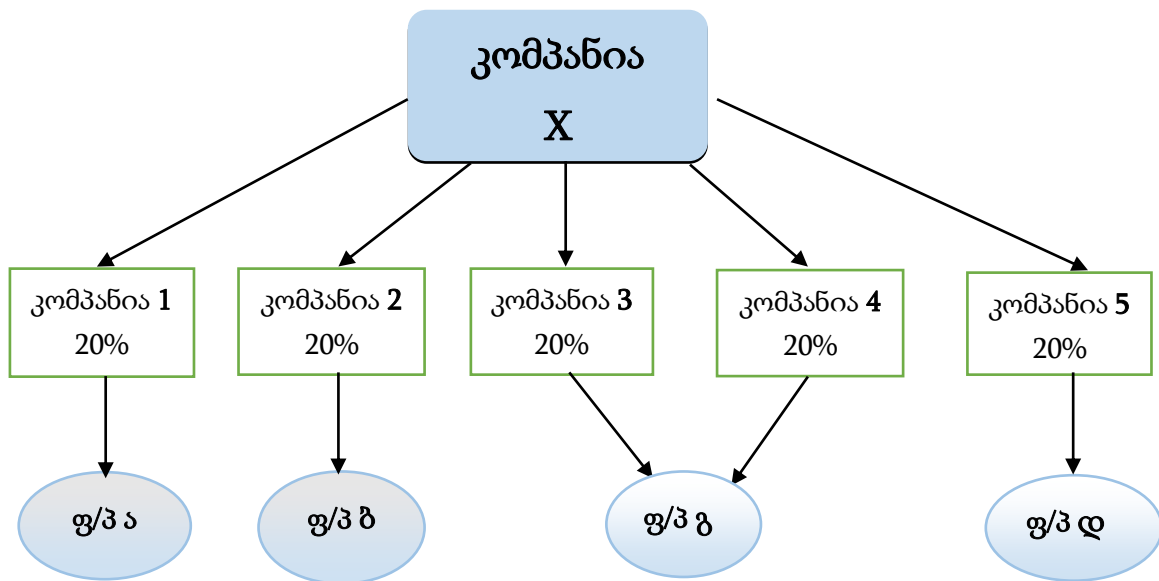 კომპანია
X
კომპანია 1
20%
კომპანია 2
20%
კომპანია 3
20%
კომპანია 4
20%
კომპანია 5
20%
ფ/პ ა
ფ/პ ბ
ფ/პ გ
ფ/პ დ